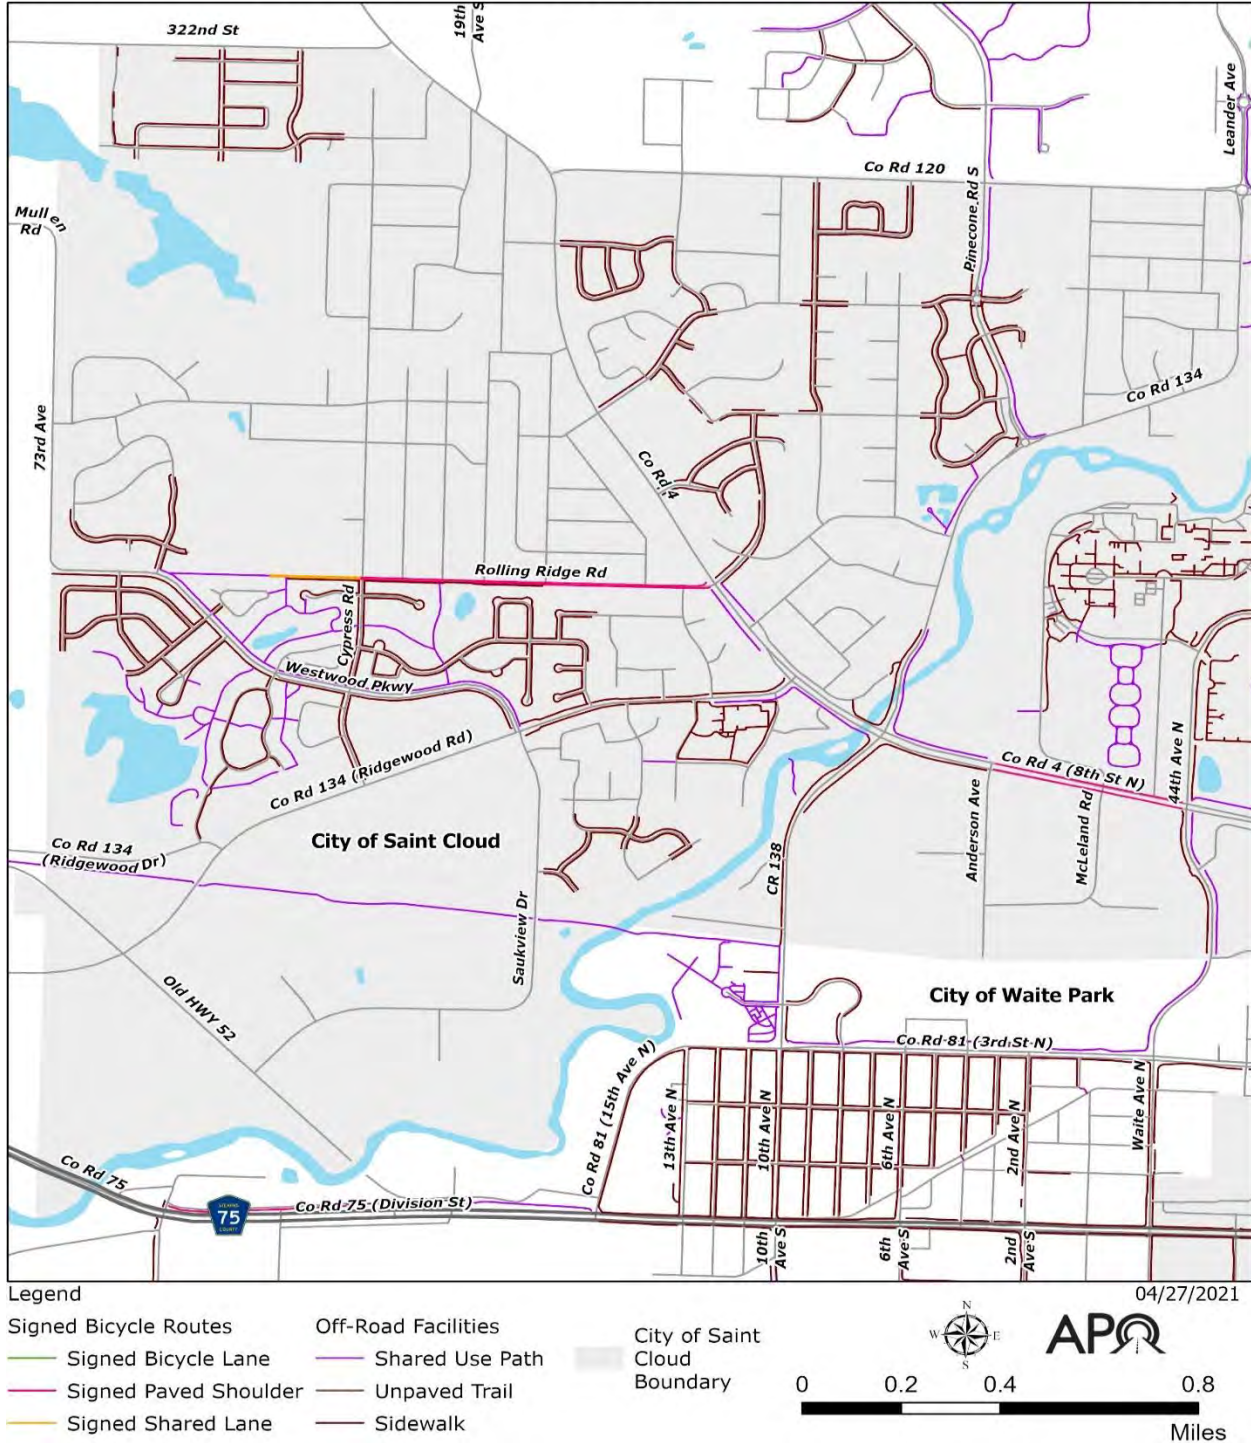 322nd St
19th
Ave S
Leander Ave
Co Rd 120
Pinecone Rd S
Mullen
Rd
73rd Ave
Co Rd 134
Co Rd 4
Rolling Ridge Rd
Cypress Rd
Westwood Pkwy
Co Rd 134 (Ridgewood Rd)
Co Rd 4 (8th St N)
44th Ave N
Anderson Ave
McLeland Rd
City of Saint Cloud
Co Rd 134
(Ridgewood Dr)
CR 138
Saukview Dr
Old HWY 52
City of Waite Park
Co Rd 81 (3rd St N)
Co Rd 81 (15th Ave N)
13th Ave N
10th Ave N
6th Ave N
2nd Ave N
Waite Ave N
Co Rd 75
75
Co Rd 75 (Division St)
10th
Ave S
6th
Ave S
2nd
Ave S
Legend
04/27/2021
Signed Bicycle Routes
Signed Bicycle Lane
Signed Paved Shoulder
Signed Shared Lane
Off-Road Facilities
Shared Use Path
Unpaved Trail
Sidewalk
City of Saint
Cloud
Boundary
N
W E
S
APO
0 0.2 0.4 0.8
Miles